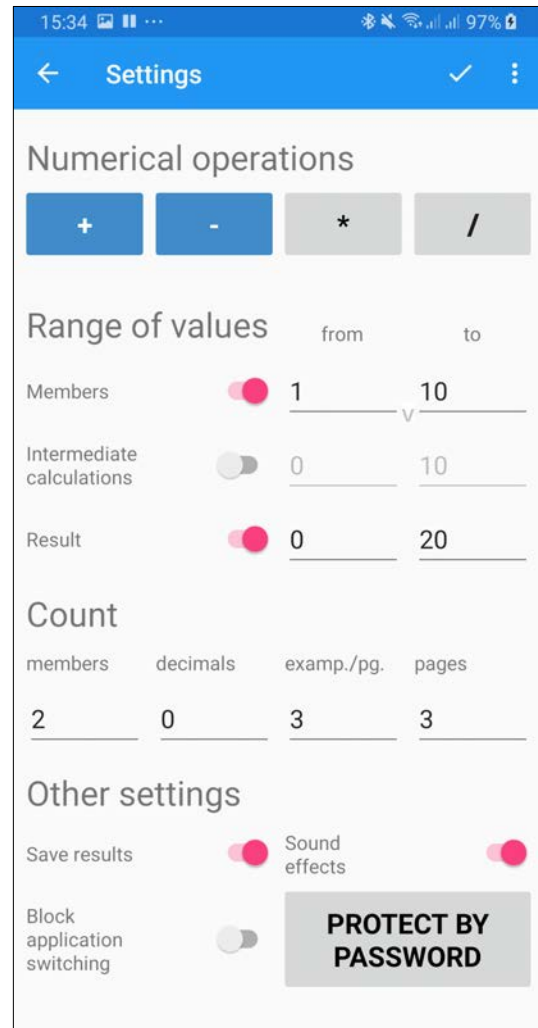 15:34 97%
Settings
Numerical operations
+ - * /
Range of values from to
Members 1 v 10
Intermediate
calculations 0 10
Result 0 20
Count
members decimals examp./pg. pages
2 0 3 3
Other settings
Save results Sound
effects
Block
application
switching
PROTECT BY
PASSWORD